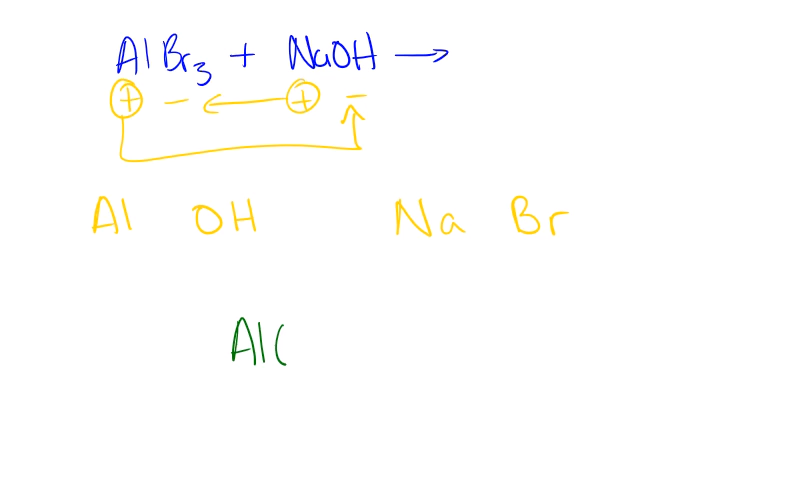 AlBr₃ + NaOH →
+ − ← + −
Al OH Na Br
Al(